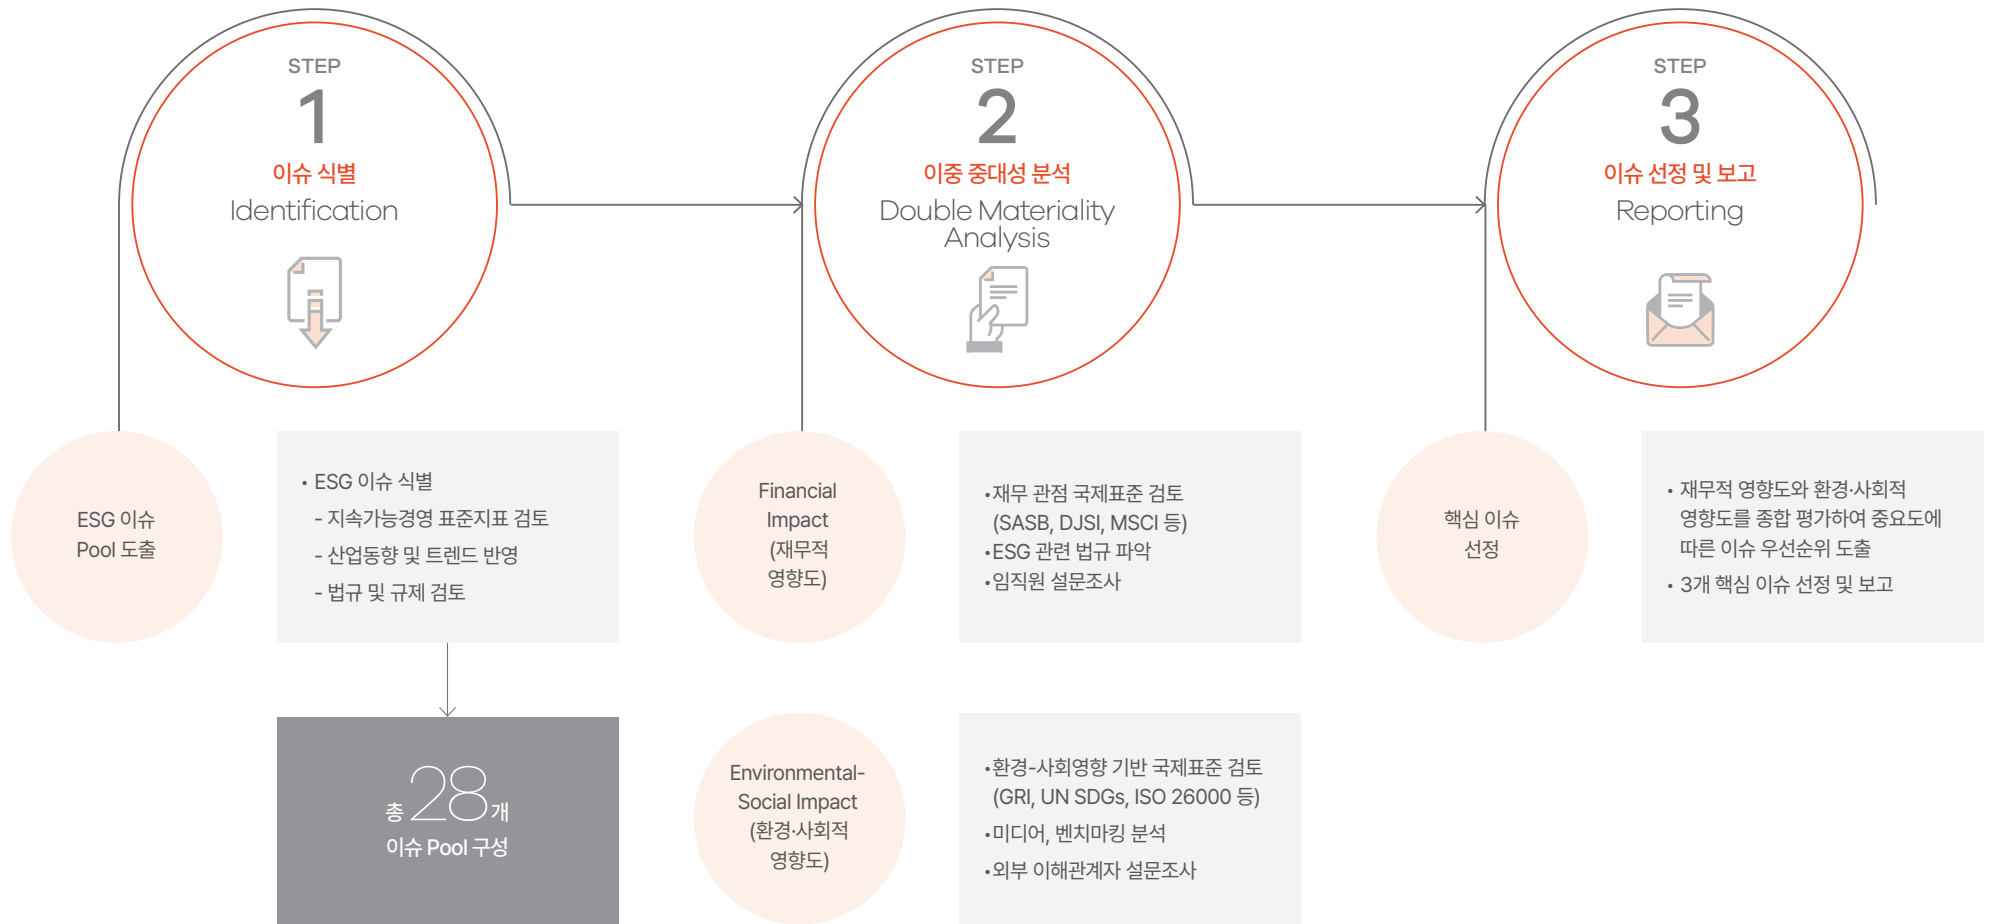 STEP
1
이슈 식별
Identification
ESG 이슈
Pool 도출
• ESG 이슈 식별
- 지속가능경영 표준지표 검토
- 산업동향 및 트렌드 반영
- 법규 및 규제 검토
총 28개
이슈 Pool 구성
STEP
2
이중 중대성 분석
Double Materiality
Analysis
Financial
Impact
(재무적
영향도)
•재무 관점 국제표준 검토
(SASB, DJSI, MSCI 등)
•ESG 관련 법규 파악
•임직원 설문조사
Environmental-
Social Impact
(환경·사회적
영향도)
•환경-사회영향 기반 국제표준 검토
(GRI, UN SDGs, ISO 26000 등)
•미디어, 벤치마킹 분석
•외부 이해관계자 설문조사
STEP
3
이슈 선정 및 보고
Reporting
핵심 이슈
선정
• 재무적 영향도와 환경·사회적
영향도를 종합 평가하여 중요도에
따른 이슈 우선순위 도출
• 3개 핵심 이슈 선정 및 보고